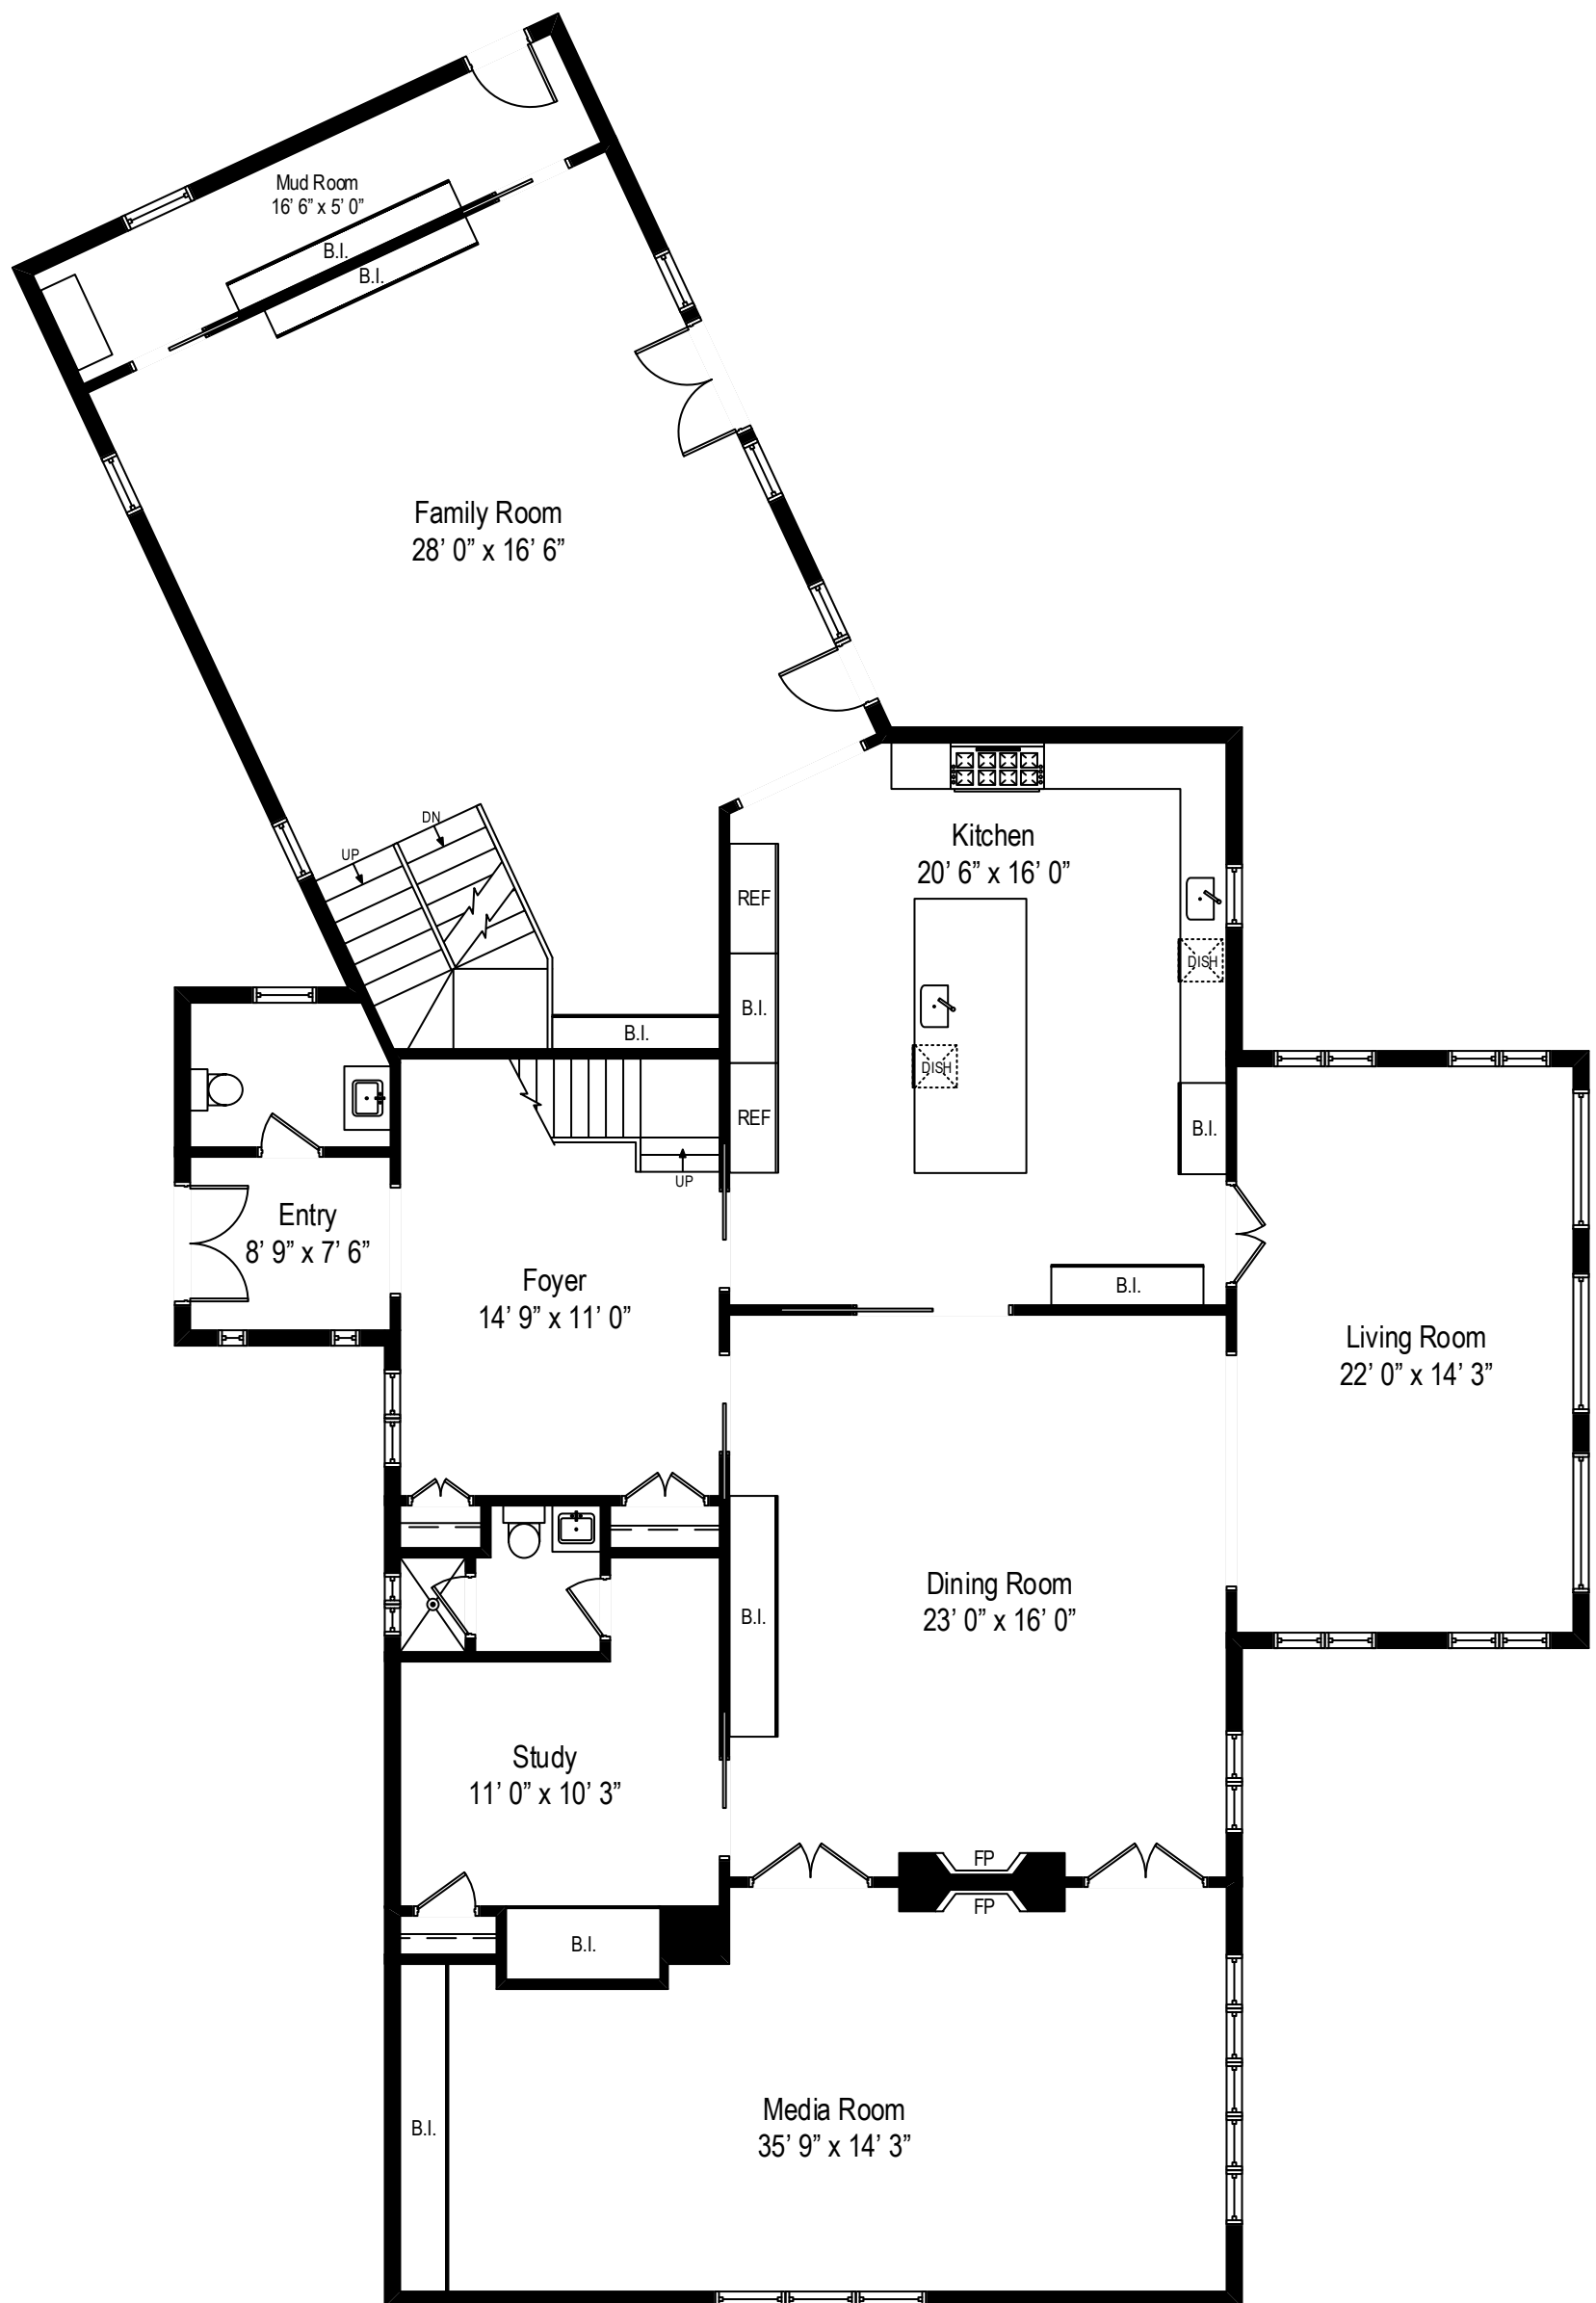 Mud Room
16' 6" x 5' 0"
B.I.
B.I.
Family Room
28' 0" x 16' 6"
DN
UP
Kitchen
20' 6" x 16' 0"
REF
DISH
B.I.
B.I.
DISH
REF
B.I.
UP
Entry
8' 9" x 7' 6"
Foyer
14' 9" x 11' 0"
B.I.
Living Room
22' 0" x 14' 3"
Dining Room
23' 0" x 16' 0"
B.I.
Study
11' 0" x 10' 3"
FP
FP
B.I.
Media Room
35' 9" x 14' 3"
B.I.